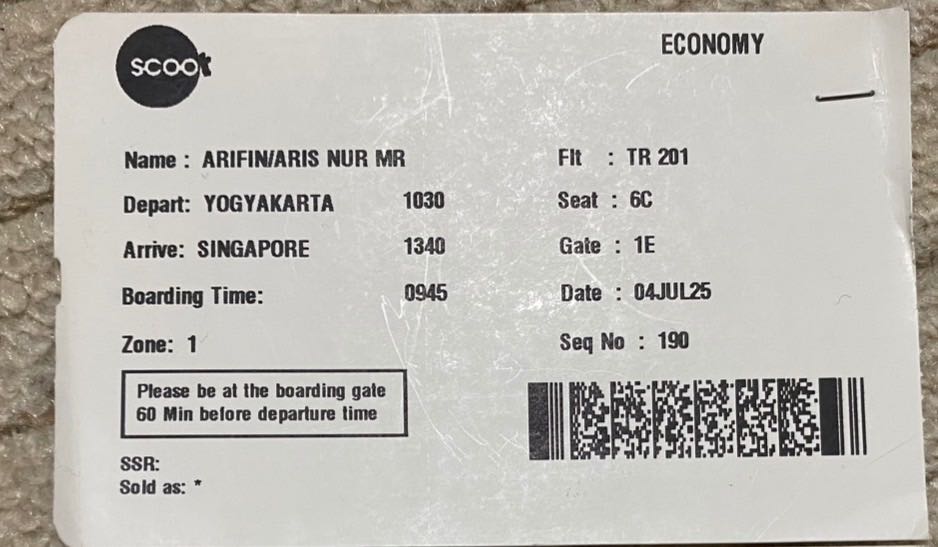 scoot
ECONOMY
Name : ARIFIN/ARIS NUR MR Flt : TR 201
Depart: YOGYAKARTA 1030 Seat : 6C
Arrive: SINGAPORE 1340 Gate : 1E
Boarding Time: 0945 Date : 04JUL25
Zone: 1 Seq No : 190
Please be at the boarding gate
60 Min before departure time
SSR:
Sold as: *